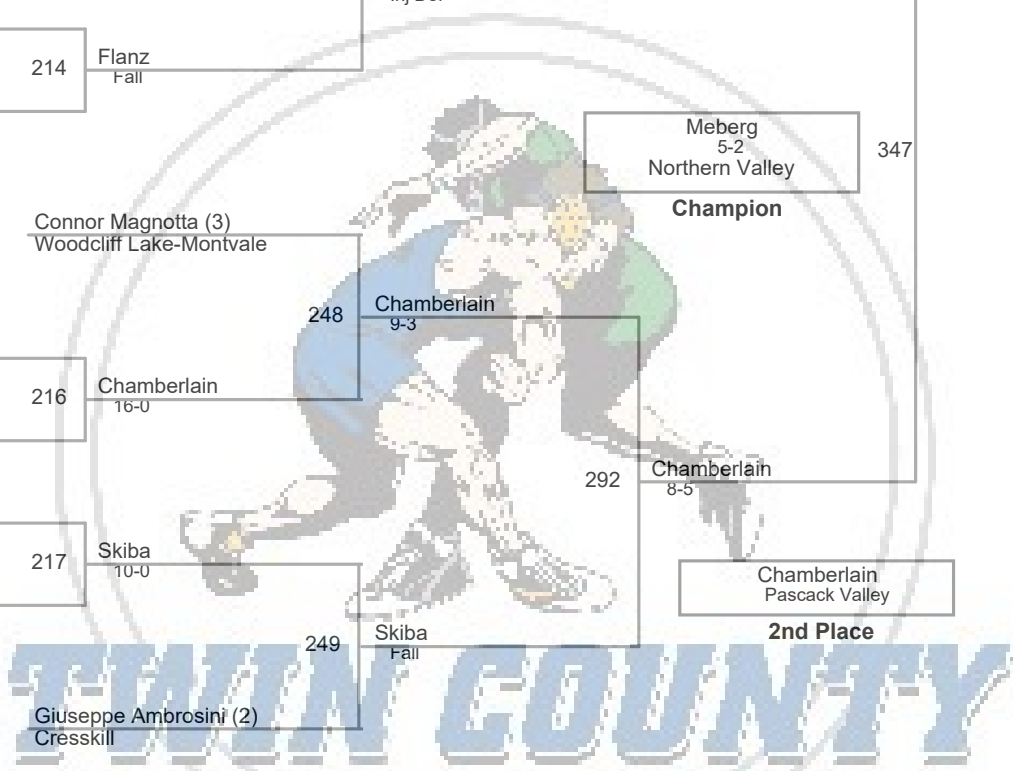 Inj Def
214
Flanz
Fall
Meberg
5-2
Northern Valley
347
Champion
Connor Magnotta (3)
Woodcliff Lake-Montvale
248
Chamberlain
9-3
216
Chamberlain
16-0
292
Chamberlain
8-5
217
Skiba
10-0
Chamberlain
Pascack Valley
2nd Place
249
Skiba
Fall
Giuseppe Ambrosini (2)
Cresskill
TWIN COUNTY